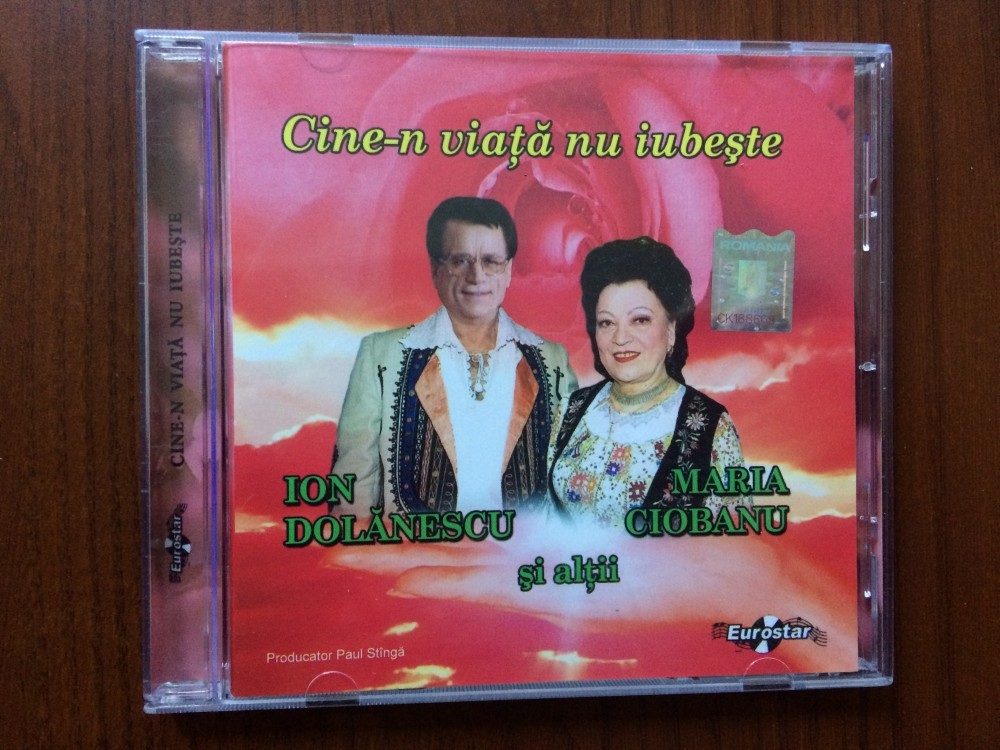 Cine-n viață nu iubește
ROMANIA
ION
DOLĂNESCU
MARIA
CIOBANU
și alții
Eurostar
Producator Paul Stîngă
CINE-N VIAȚĂ NU IUBEȘTE
Eurostar